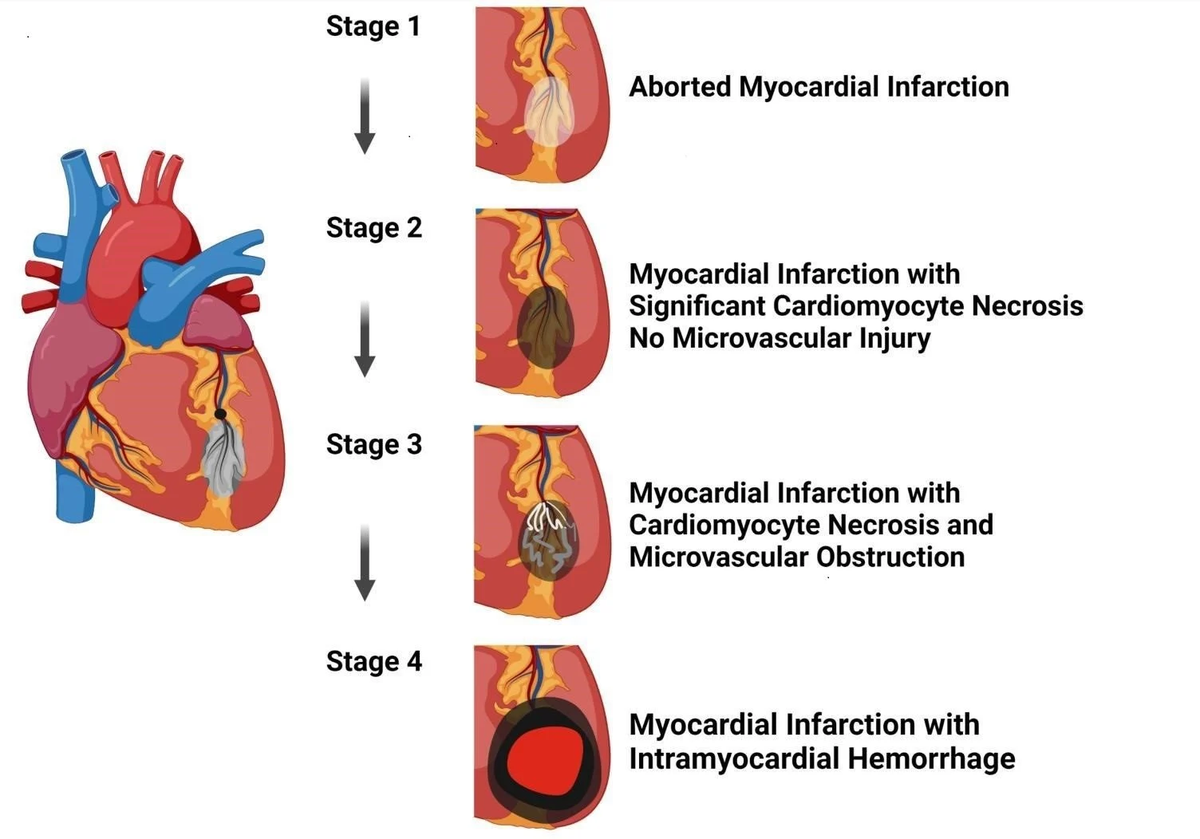 Stage 1
Aborted Myocardial Infarction
Stage 2
Myocardial Infarction with
Significant Cardiomyocyte Necrosis
No Microvascular Injury
Stage 3
Myocardial Infarction with
Cardiomyocyte Necrosis and
Microvascular Obstruction
Stage 4
Myocardial Infarction with
Intramyocardial Hemorrhage